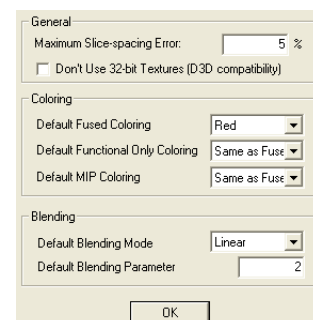 General
Maximum Slice-spacing Error: 5 %
Don't Use 32-bit Textures (D3D compatibility)
Coloring
Default Fused Coloring Red
Default Functional Only Coloring Same as Fuse
Default MIP Coloring Same as Fuse
Blending
Default Blending Mode Linear
Default Blending Parameter 2
OK